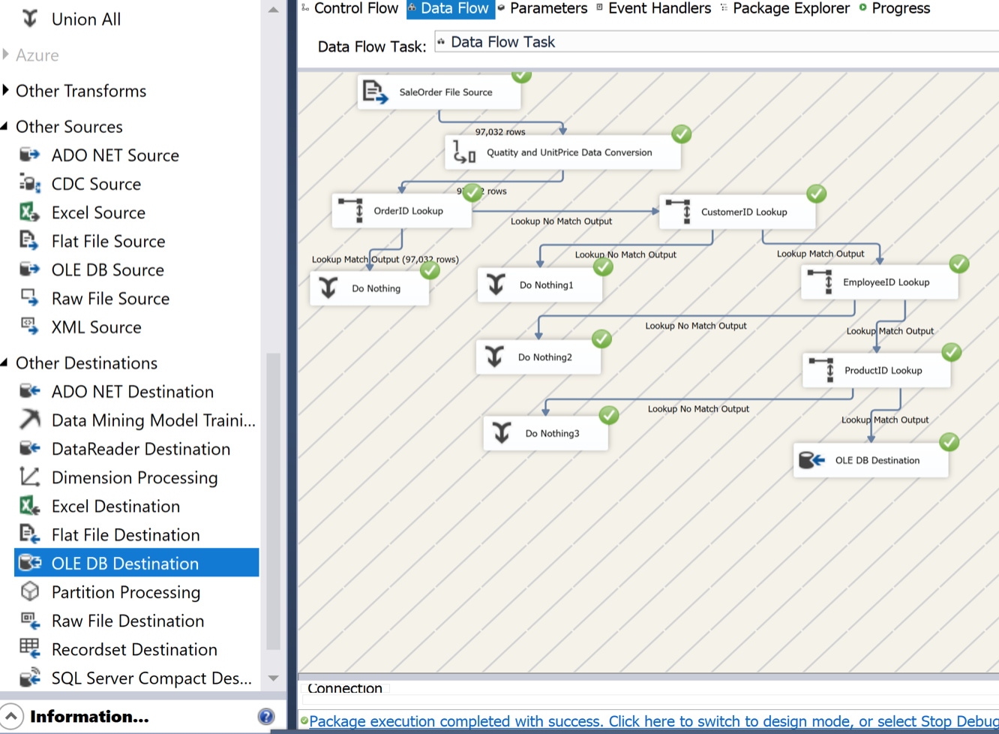 Union All
Azure
Other Transforms
Other Sources
ADO NET Source
CDC Source
Excel Source
Flat File Source
OLE DB Source
Raw File Source
XML Source
Other Destinations
ADO NET Destination
Data Mining Model Traini...
DataReader Destination
Dimension Processing
Excel Destination
Flat File Destination
OLE DB Destination
Partition Processing
Raw File Destination
Recordset Destination
SQL Server Compact Des...
Information...
Control Flow Data Flow Parameters Event Handlers Package Explorer Progress
Data Flow Task: Data Flow Task
SaleOrder File Source
97,032 rows
Quatity and UnitPrice Data Conversion
rows
OrderID Lookup
Lookup No Match Output
CustomerID Lookup
Lookup Match Output (97,032 rows)
Lookup No Match Output
Lookup Match Output
Do Nothing
Do Nothing1
EmployeeID Lookup
Lookup No Match Output
Lookup Match Output
Do Nothing2
ProductID Lookup
Lookup No Match Output
Lookup Match Output
Do Nothing3
OLE DB Destination
Connection
Package execution completed with success. Click here to switch to design mode, or select Stop Debug